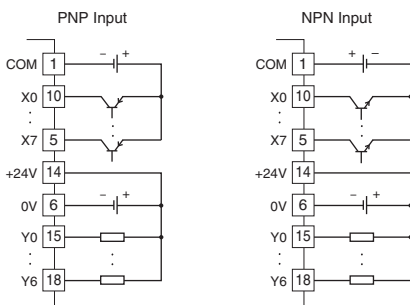 PNP Input
− +
COM 1
X0 10
:
X7 5
+24V 14
− +
0V 6
Y0 15
:
Y6 18
NPN Input
+ −
COM 1
X0 10
:
X7 5
+24V 14
− +
0V 6
Y0 15
:
Y6 18